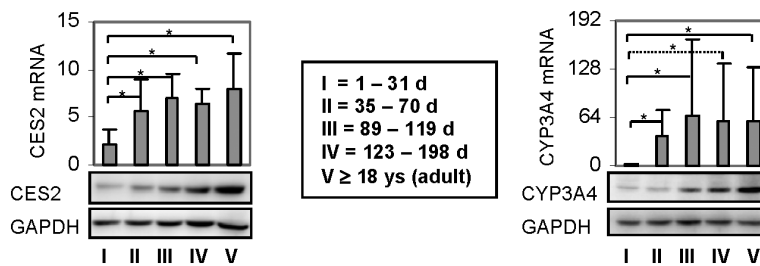 15
10
5
0
CES2 mRNA
*
*
*
*
CES2
GAPDH
I II III IV V
I = 1 – 31 d
II = 35 – 70 d
III = 89 – 119 d
IV = 123 – 198 d
V ≥ 18 ys (adult)
192
128
64
0
CYP3A4 mRNA
*
*
*
*
CYP3A4
GAPDH
I II III IV V